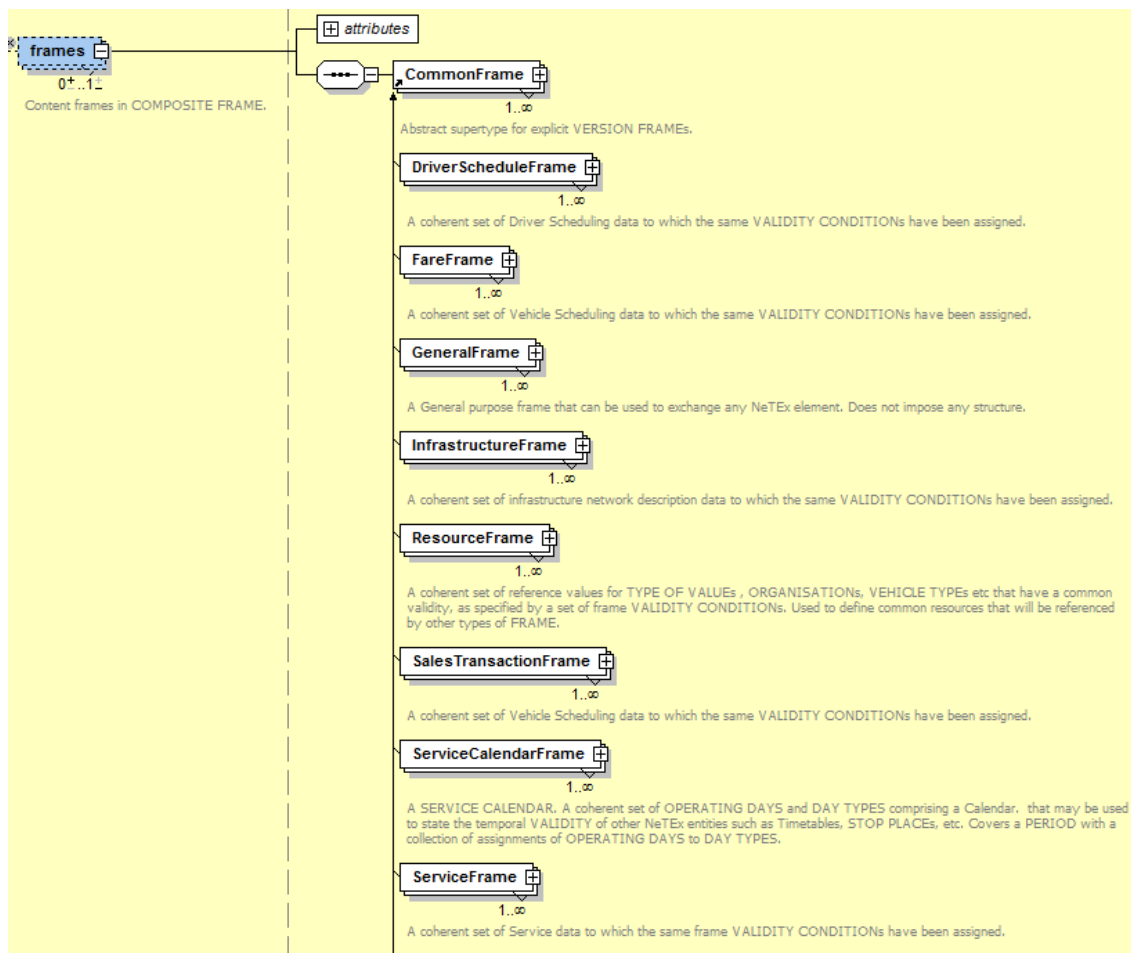 attributes
frames
0..1
Content frames in COMPOSITE FRAME.
CommonFrame
1..∞
Abstract supertype for explicit VERSION FRAMEs.
DriverScheduleFrame
1..∞
A coherent set of Driver Scheduling data to which the same VALIDITY CONDITIONs have been assigned.
FareFrame
1..∞
A coherent set of Vehicle Scheduling data to which the same VALIDITY CONDITIONs have been assigned.
GeneralFrame
1..∞
A General purpose frame that can be used to exchange any NeTEx element. Does not impose any structure.
InfrastructureFrame
1..∞
A coherent set of infrastructure network description data to which the same VALIDITY CONDITIONs have been assigned.
ResourceFrame
1..∞
A coherent set of reference values for TYPE OF VALUEs , ORGANISATIONs, VEHICLE TYPEs etc that have a common
validity, as specified by a set of frame VALIDITY CONDITIONs. Used to define common resources that will be referenced
by other types of FRAME.
SalesTransactionFrame
1..∞
A coherent set of Vehicle Scheduling data to which the same VALIDITY CONDITIONs have been assigned.
ServiceCalendarFrame
1..∞
A SERVICE CALENDAR. A coherent set of OPERATING DAYS and DAY TYPES comprising a Calendar. that may be used
to state the temporal VALIDITY of other NeTEx entities such as Timetables, STOP PLACEs, etc. Covers a PERIOD with a
collection of assignments of OPERATING DAYS to DAY TYPES.
ServiceFrame
1..∞
A coherent set of Service data to which the same frame VALIDITY CONDITIONs have been assigned.